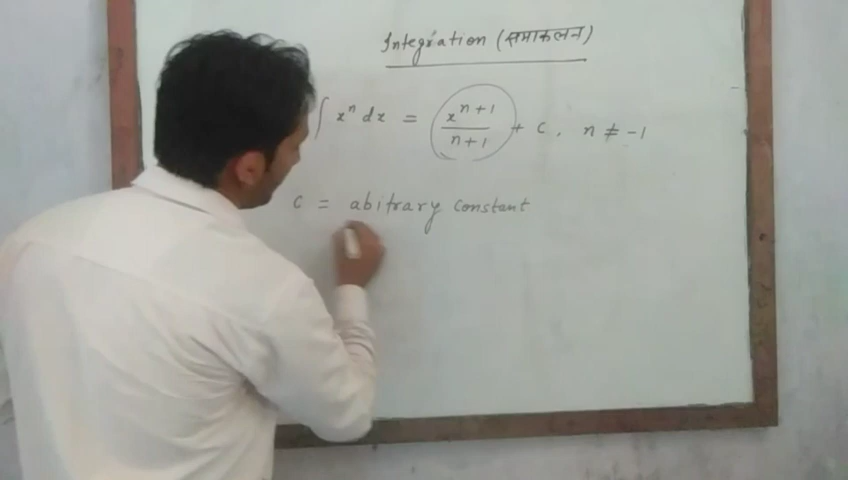 Integration (समाकलन)
∫ xⁿ dx = xⁿ⁺¹/n+1 + c, n ≠ -1
c = abitrary constant